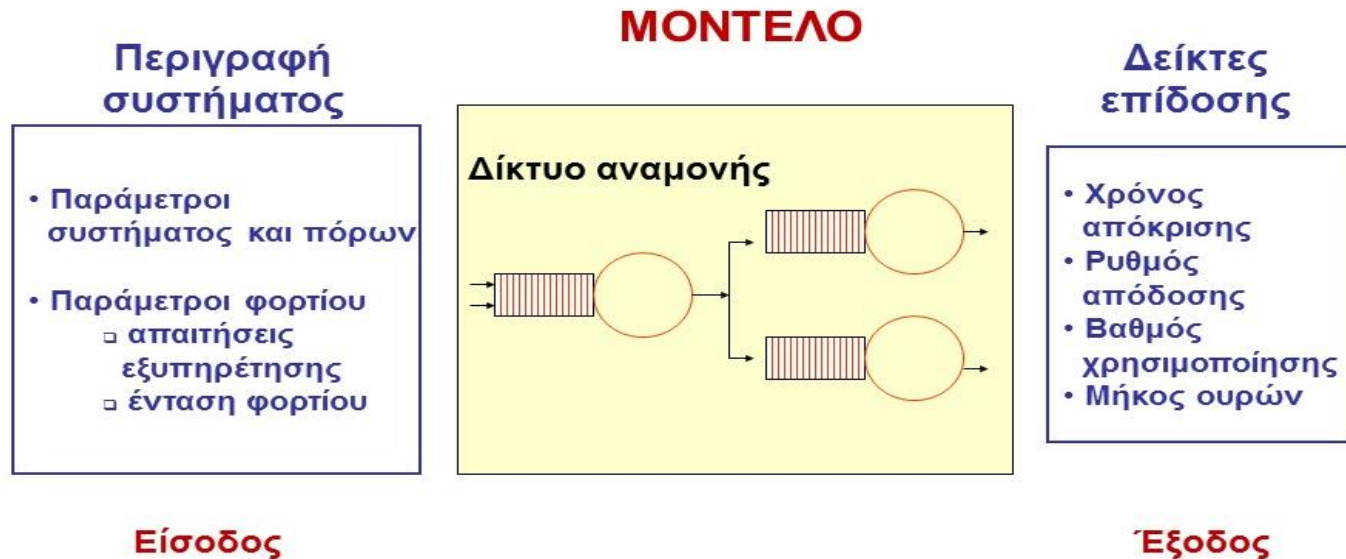 ΜΟΝΤΕΛΟ
Περιγραφή
συστήματος
• Παράμετροι
συστήματος και πόρων
• Παράμετροι φορτίου
❑ απαιτήσεις
εξυπηρέτησης
❑ ένταση φορτίου
Είσοδος
Δίκτυο αναμονής
Δείκτες
επίδοσης
• Χρόνος
απόκρισης
• Ρυθμός
απόδοσης
• Βαθμός
χρησιμοποίησης
• Μήκος ουρών
Έξοδος